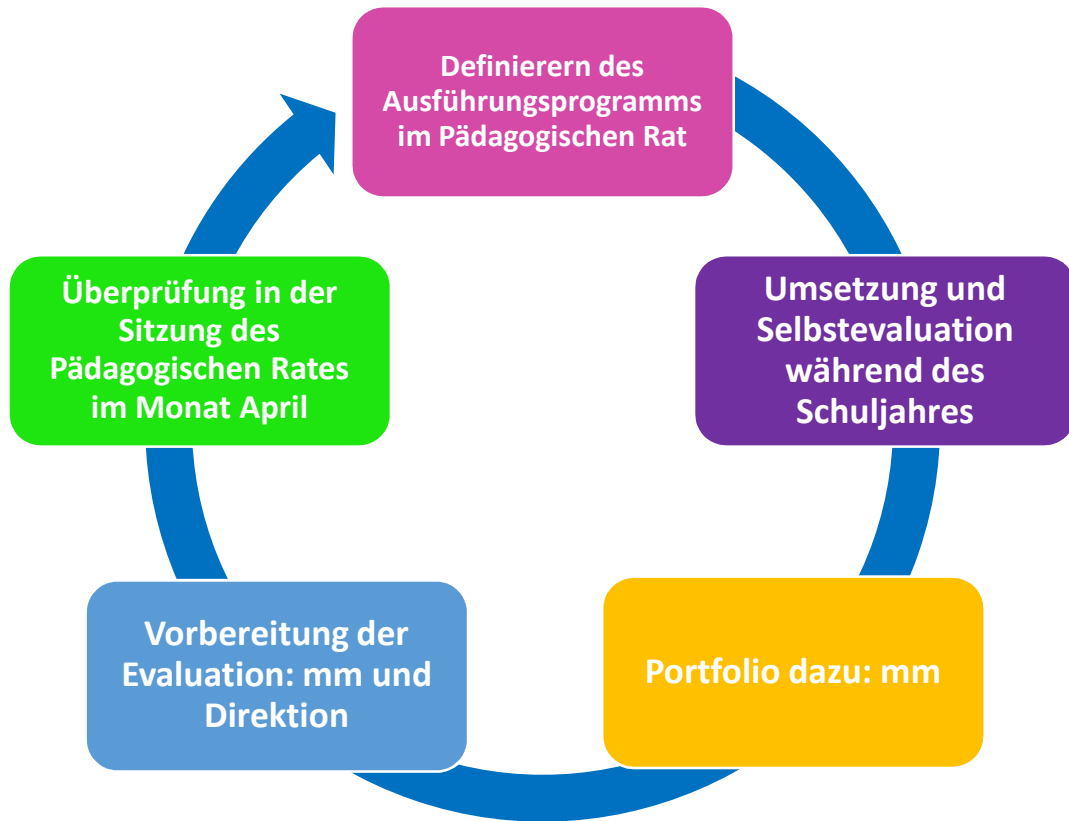 Definierern des
Ausführungsprogramms
im Pädagogischen Rat
Umsetzung und
Selbstevaluation
während des
Schuljahres
Portfolio dazu: mm
Vorbereitung der
Evaluation: mm und
Direktion
Überprüfung in der
Sitzung des
Pädagogischen Rates
im Monat April